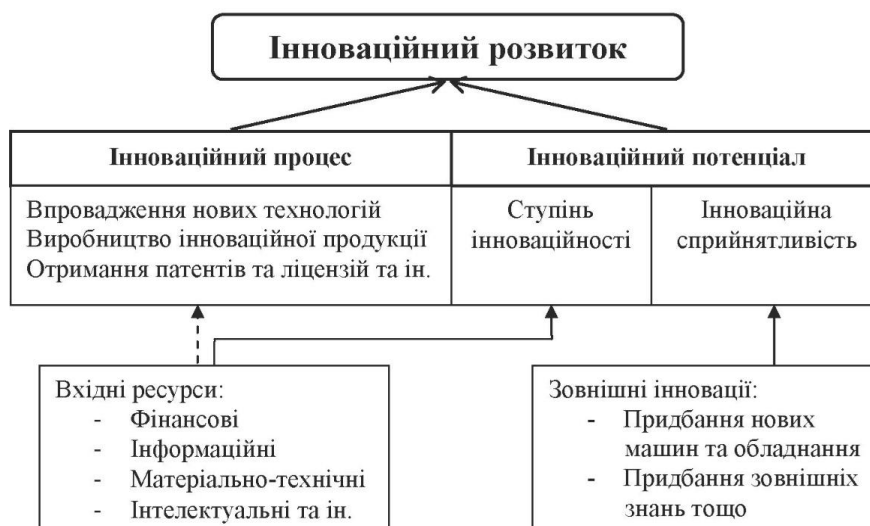 Інноваційний розвиток
Інноваційний процес
Інноваційний потенціал
Впровадження нових технологій
Виробництво інноваційної продукції
Отримання патентів та ліцензій та ін.
Ступінь
інноваційності
Інноваційна
сприйнятливість
Вхідні ресурси:
- Фінансові
- Інформаційні
- Матеріально-технічні
- Інтелектуальні та ін.
Зовнішні інновації:
- Придбання нових
машин та обладнання
- Придбання зовнішніх
знань тощо